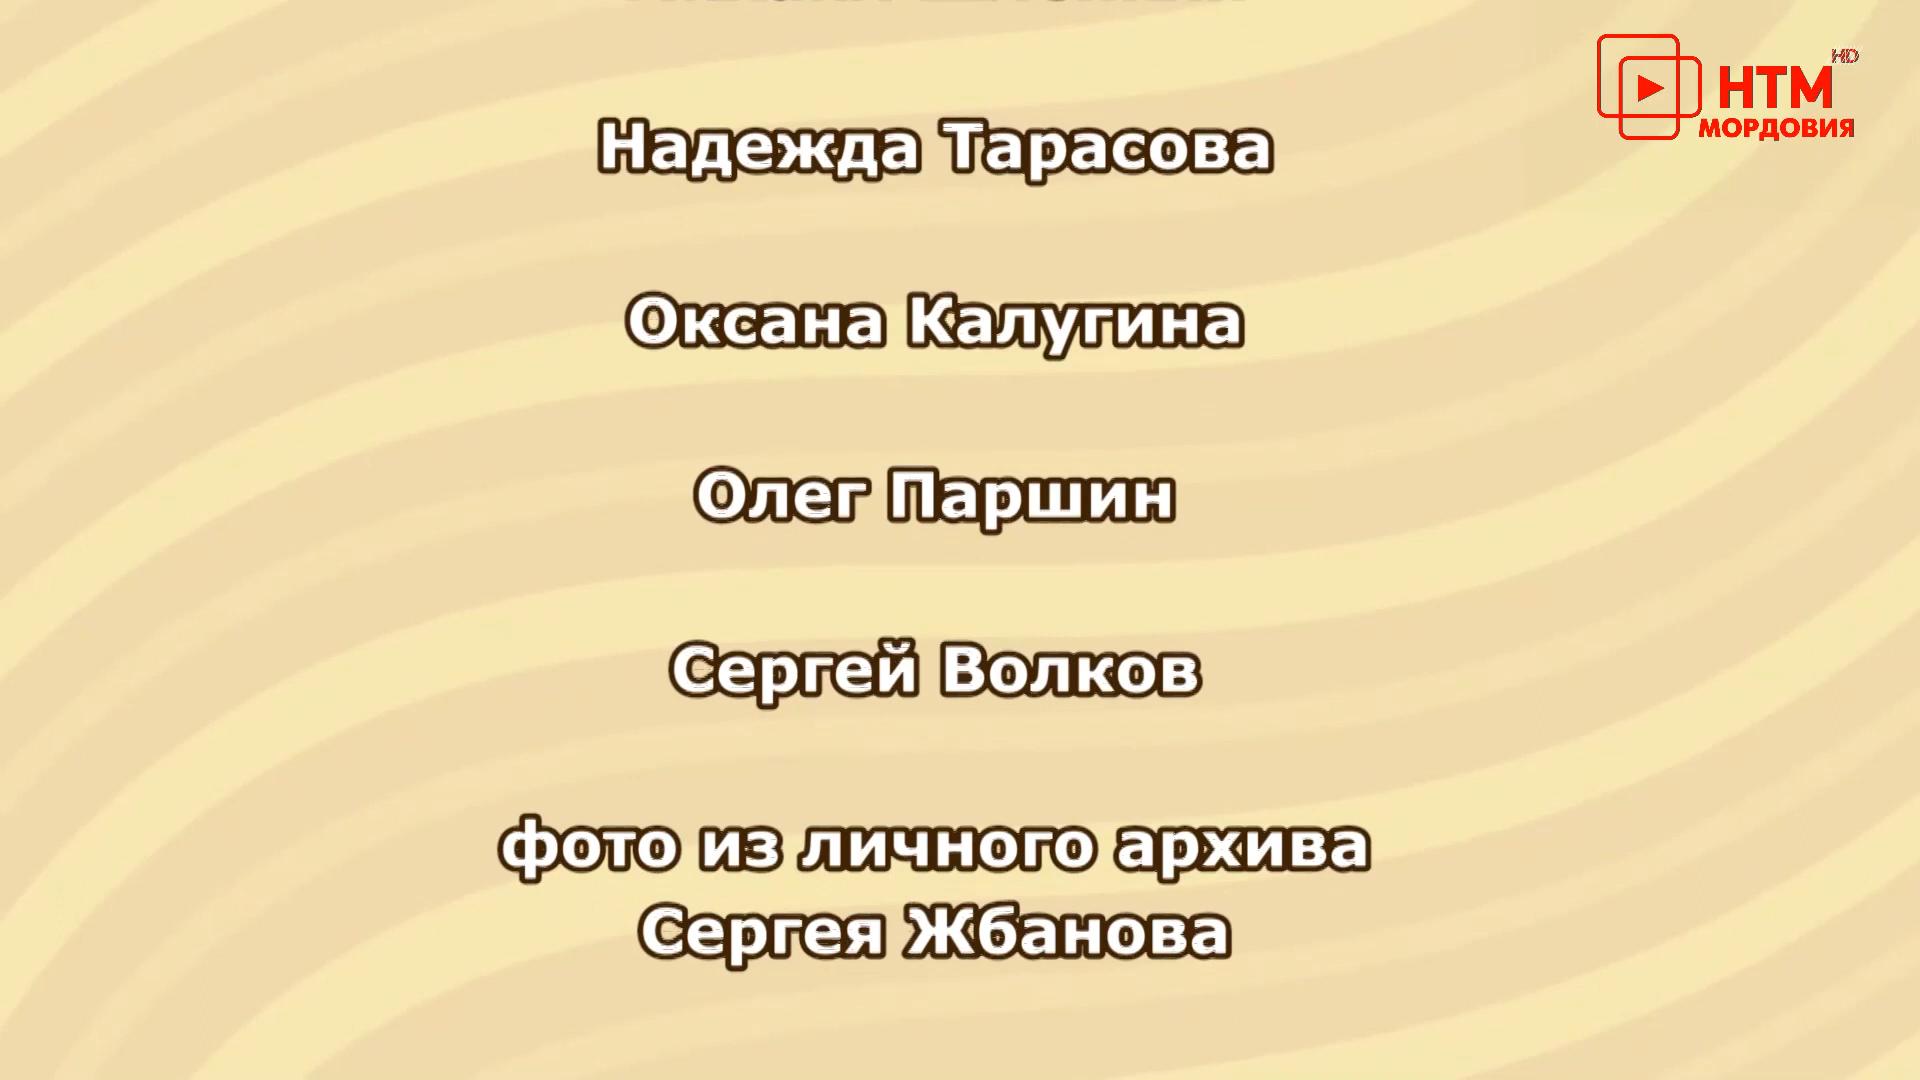 HD
НТМ
МОРДОВИЯ
Надежда Тарасова
Оксана Калугина
Олег Паршин
Сергей Волков
фото из личного архива
Сергея Жбанова